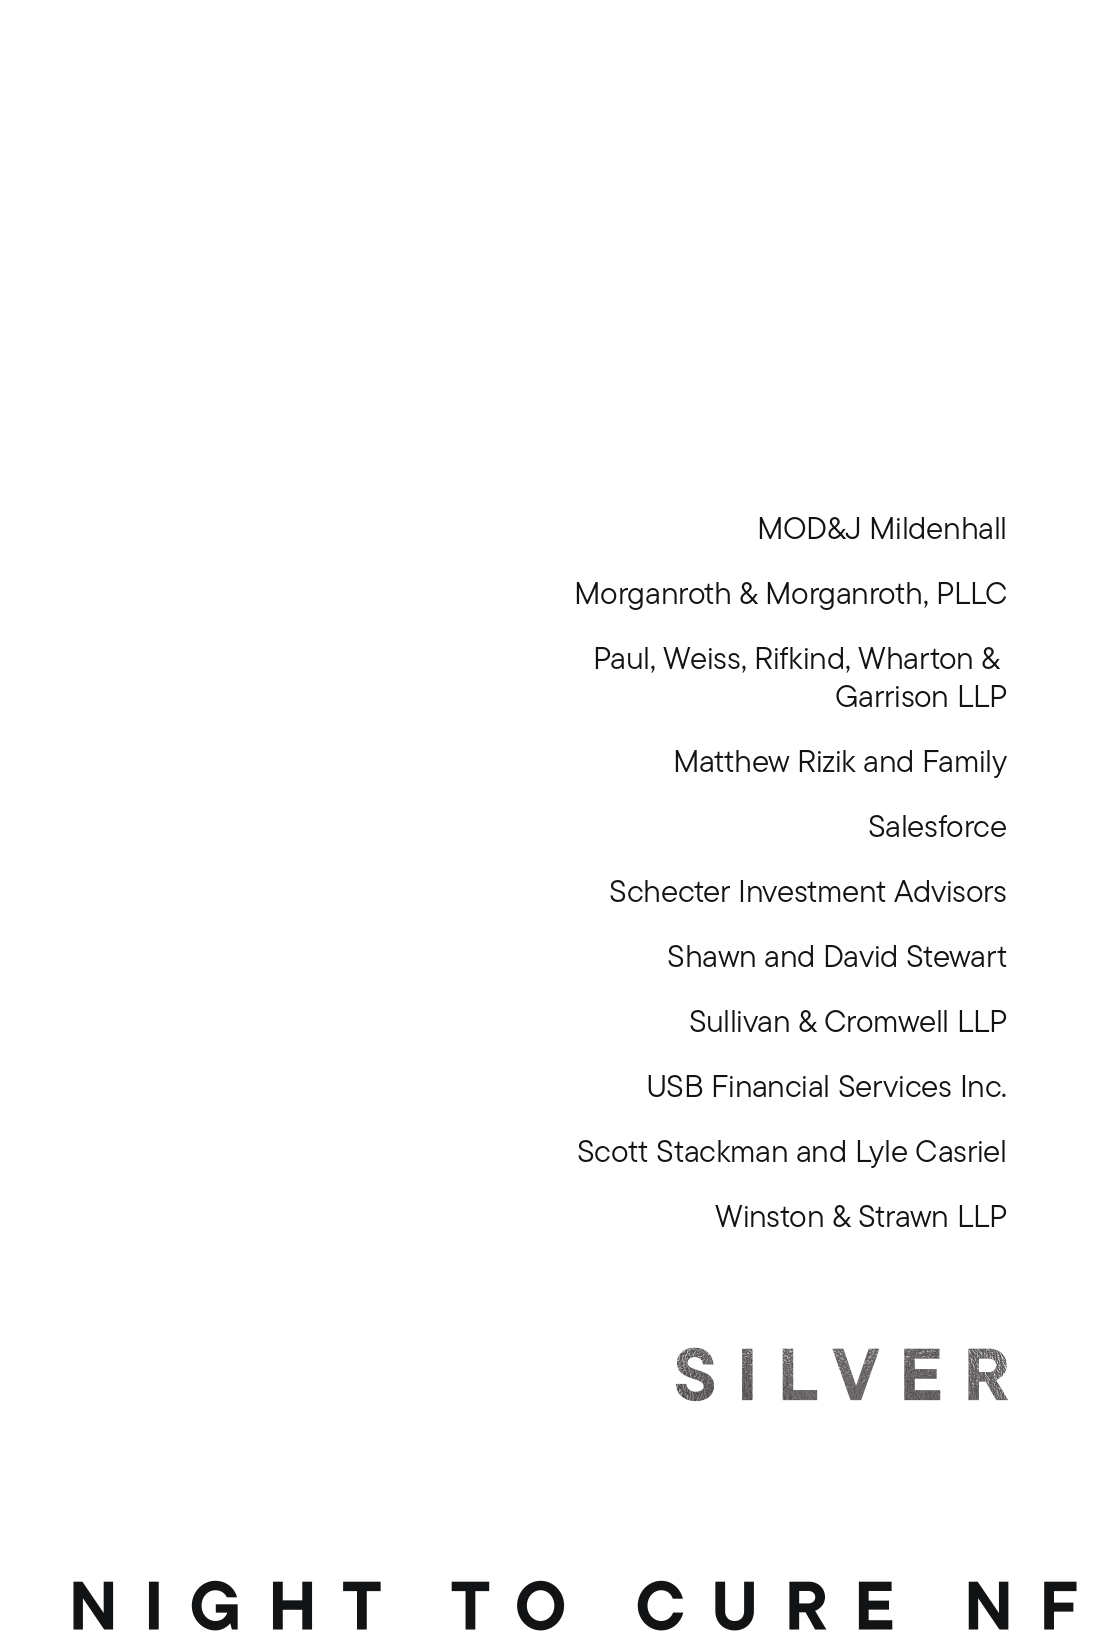 MOD&J Mildenhall
Morganroth & Morganroth, PLLC
Paul, Weiss, Rifkind, Wharton &
Garrison LLP
Matthew Rizik and Family
Salesforce
Schecter Investment Advisors
Shawn and David Stewart
Sullivan & Cromwell LLP
USB Financial Services Inc.
Scott Stackman and Lyle Casriel
Winston & Strawn LLP
SILVER
NIGHT TO CURE NF